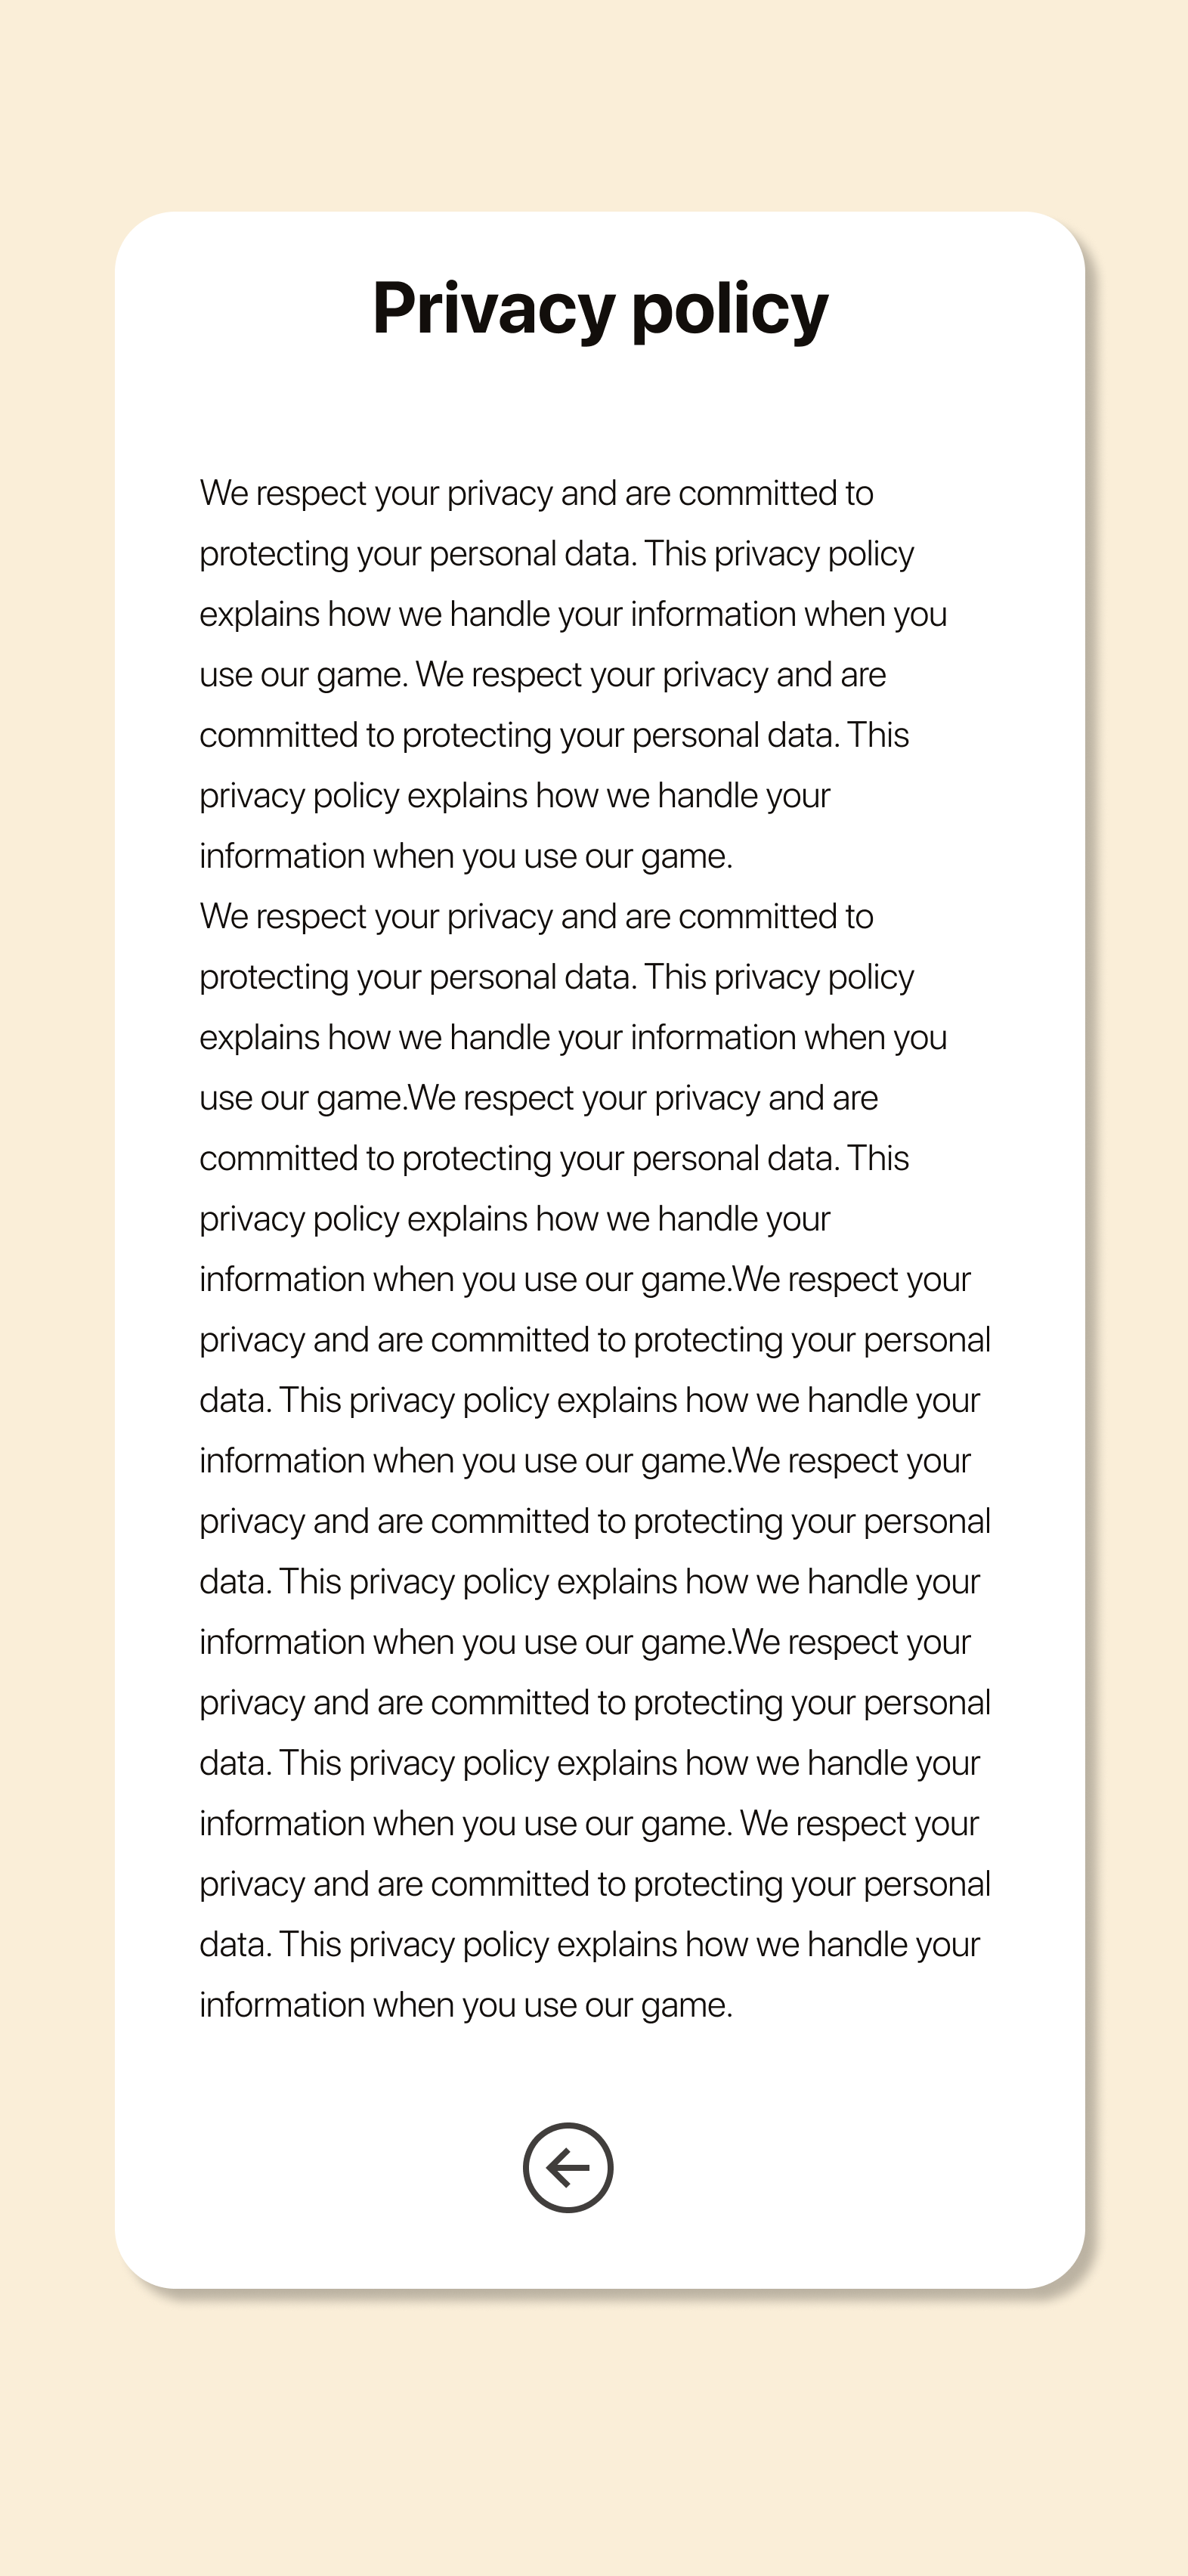 Privacy policy
We respect your privacy and are committed to
protecting your personal data. This privacy policy
explains how we handle your information when you
use our game. We respect your privacy and are
committed to protecting your personal data. This
privacy policy explains how we handle your
information when you use our game.
We respect your privacy and are committed to
protecting your personal data. This privacy policy
explains how we handle your information when you
use our game.We respect your privacy and are
committed to protecting your personal data. This
privacy policy explains how we handle your
information when you use our game.We respect your
privacy and are committed to protecting your personal
data. This privacy policy explains how we handle your
information when you use our game.We respect your
privacy and are committed to protecting your personal
data. This privacy policy explains how we handle your
information when you use our game.We respect your
privacy and are committed to protecting your personal
data. This privacy policy explains how we handle your
information when you use our game. We respect your
privacy and are committed to protecting your personal
data. This privacy policy explains how we handle your
information when you use our game.